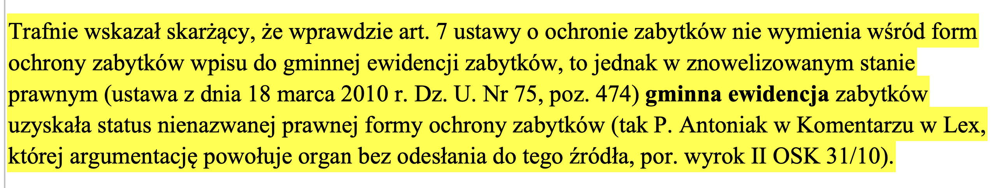 Trafnie wskazał skarżący, że wprawdzie art. 7 ustawy o ochronie zabytków nie wymienia wśród form
ochrony zabytków wpisu do gminnej ewidencji zabytków, to jednak w znowelizowanym stanie
prawnym (ustawa z dnia 18 marca 2010 r. Dz. U. Nr 75, poz. 474) gminna ewidencja zabytków
uzyskała status nienazwanej prawnej formy ochrony zabytków (tak P. Antoniak w Komentarzu w Lex,
której argumentację powołuje organ bez odesłania do tego źródła, por. wyrok II OSK 31/10).